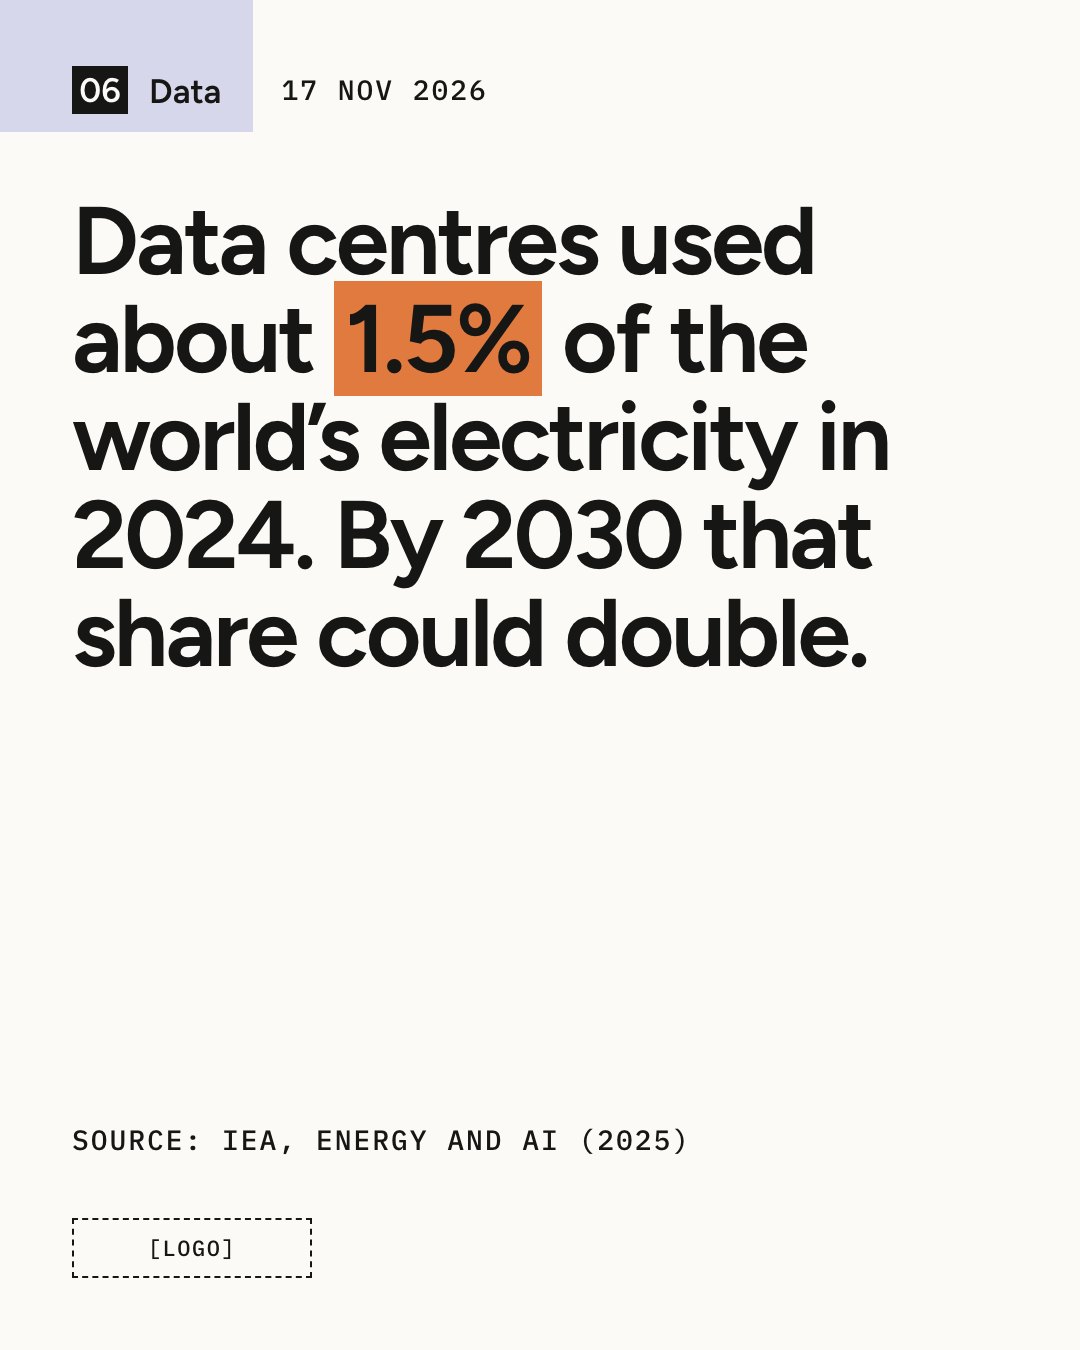 06 Data 17 NOV 2026
Data centres used
about 1.5% of the
world’s electricity in
2024. By 2030 that
share could double.
SOURCE: IEA, ENERGY AND AI (2025)
[LOGO]